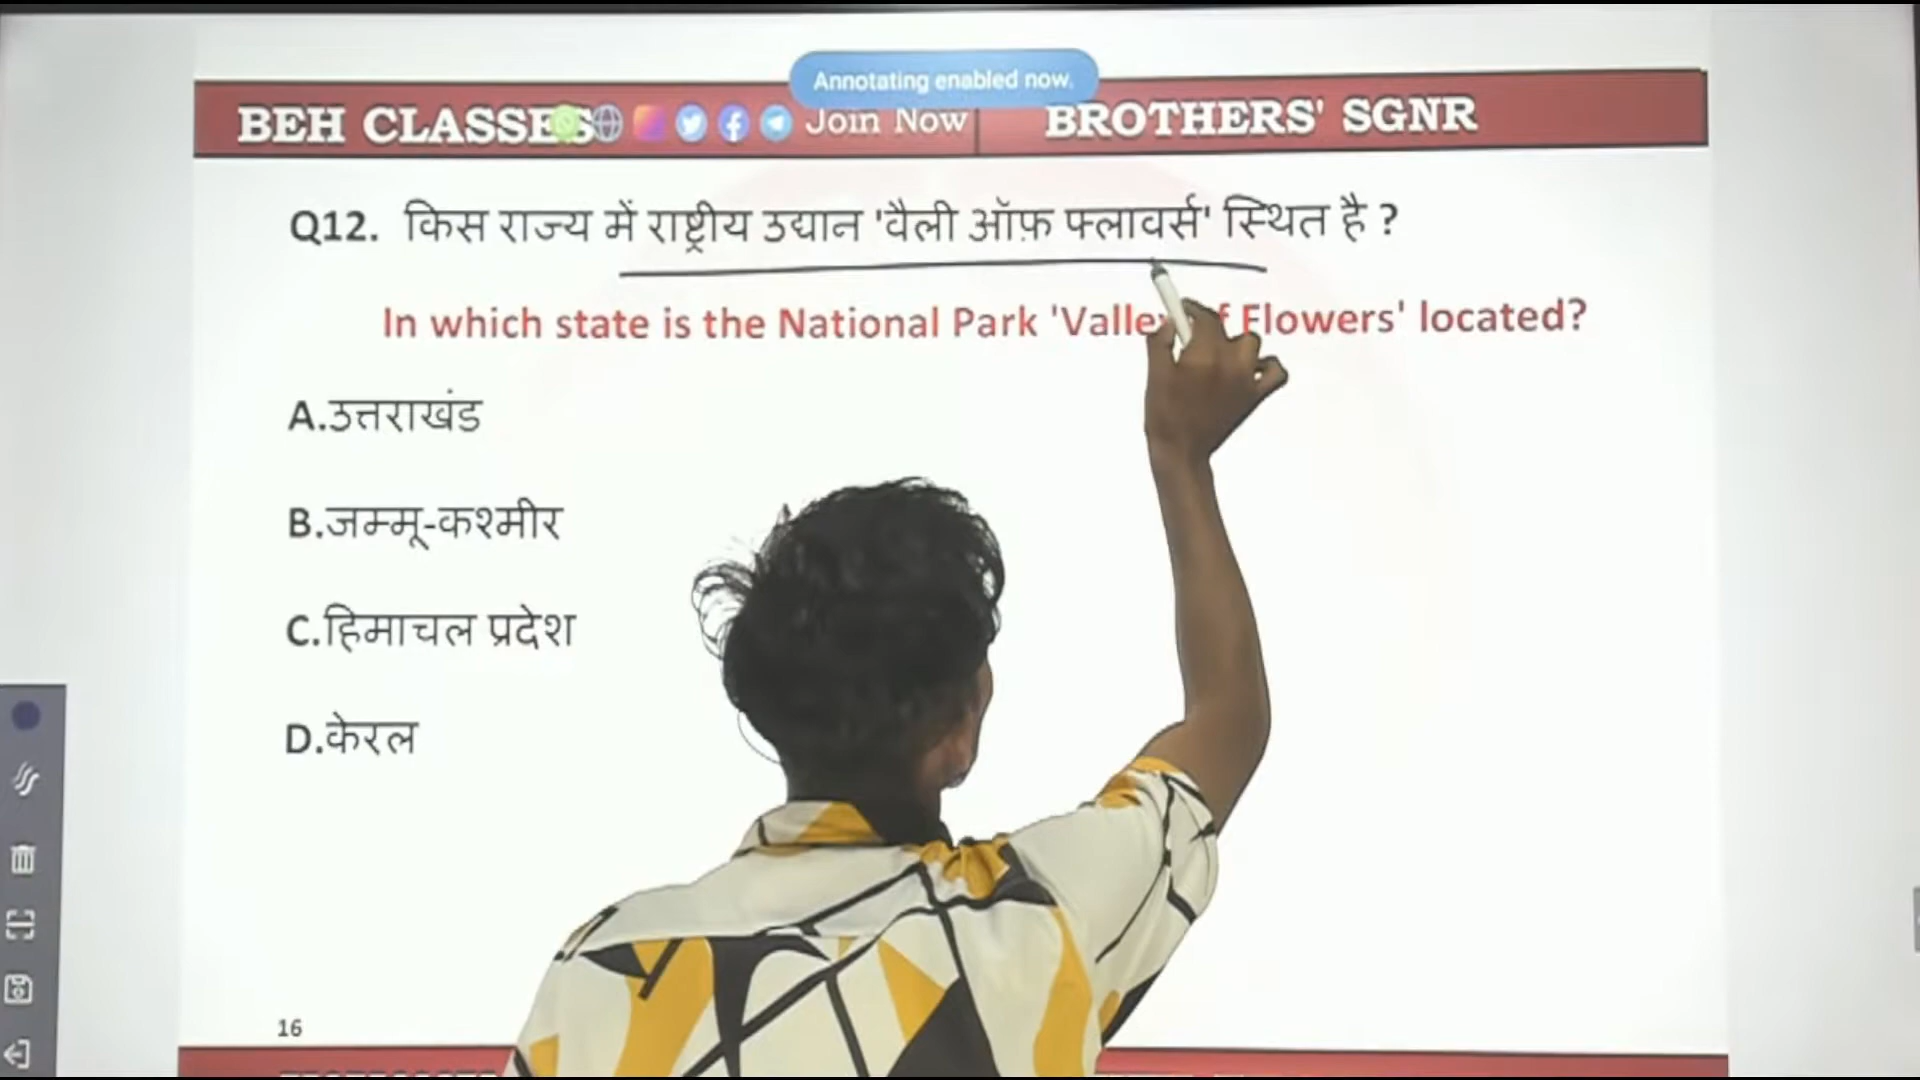 Annotating enabled now.
BEH CLASSES Join Now BROTHERS' SGNR
Q12. किस राज्य में राष्ट्रीय उद्यान 'वैली ऑफ़ फ्लावर्स' स्थित है ?
In which state is the National Park 'Valley Flowers' located?
A.उत्तराखंड
B.जम्मू-कश्मीर
C.हिमाचल प्रदेश
D.केरल
16